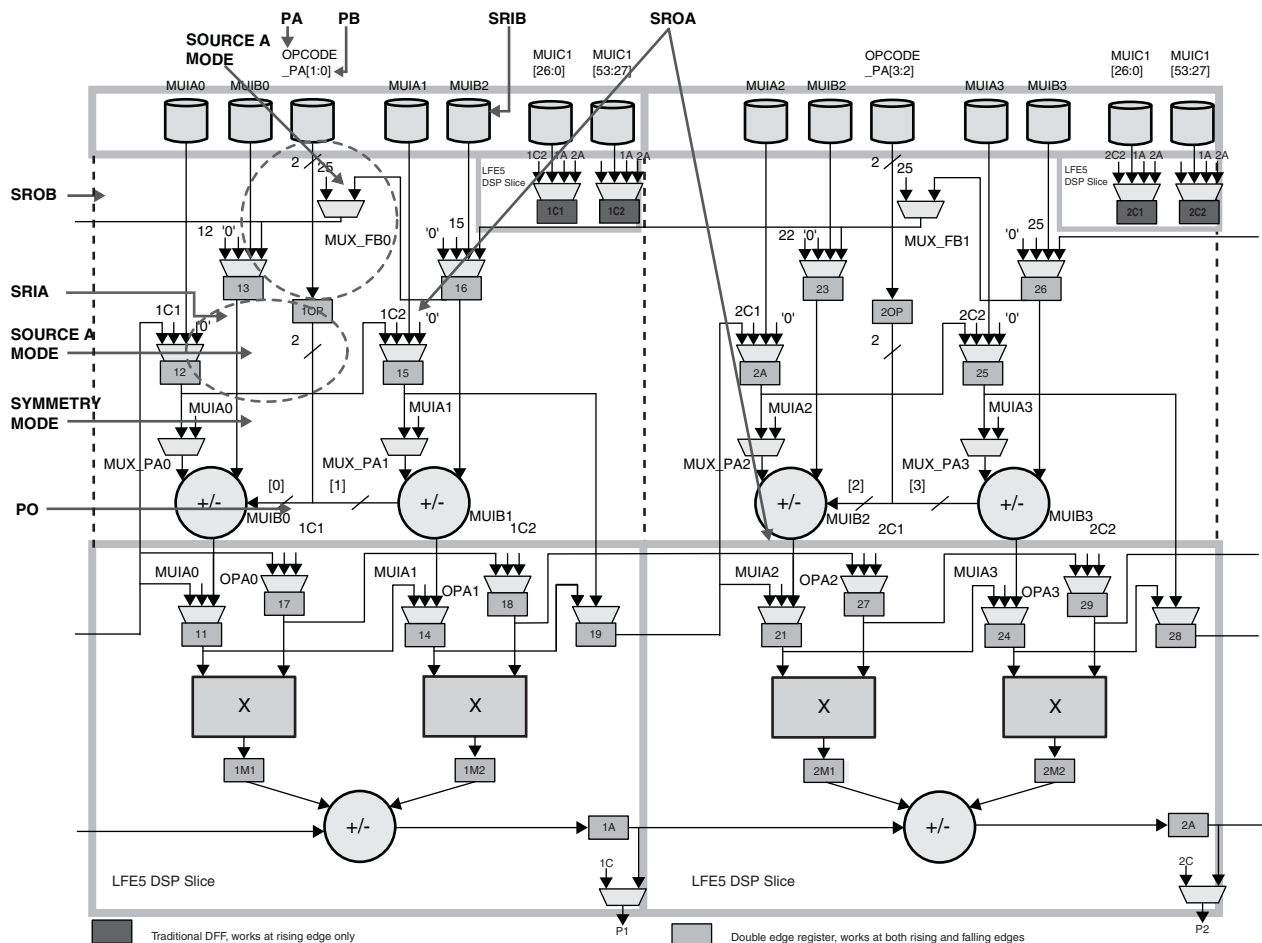 PA PB SRIB SROA
SOURCE A
MODE
OPCODE
_PA[1:0]
MUIC1
[26:0]
MUIC1
[53:27]
OPCODE
_PA[3:2]
MUIC1
[26:0]
MUIC1
[53:27]
MUIA0 MUIB0 MUIA1 MUIB2 MUIA2 MUIB2 MUIA3 MUIB3
2 25 1C2 1A 2A 1A 2A 2 25 2C2 1A 2A 1A 2A
LFE5
DSP Slice
LFE5
DSP Slice
SROB
1C1 1C2 2C1 2C2
MUX_FB0 MUX_FB1
12 '0' '0' 15 22 '0' '0' 25
13 16 23 26
SRIA
1C1 '0' 1OP 1C2 '0' 2C1 '0' 2OP 2C2 '0'
SOURCE A
MODE
2 2
12 15 2A 25
SYMMETRY
MODE
MUIA0 MUIA1 MUIA2 MUIA3
MUX_PA0 MUX_PA1 MUX_PA2 MUX_PA3
+/- [0] [1] +/- +/- [2] [3] +/-
PO
MUIB0 MUIB1 MUIB2 MUIB3
1C1 1C2 2C1 2C2
MUIA0 OPA0 MUIA1 OPA1 MUIA2 OPA2 MUIA3 OPA3
17 18 27 29
11 14 19 21 24 28
X X X X
1M1 1M2 2M1 2M2
+/- 1A +/- 2A
1C 2C
LFE5 DSP Slice LFE5 DSP Slice
P1 P2
Traditional DFF, works at rising edge only
Double edge register, works at both rising and falling edges